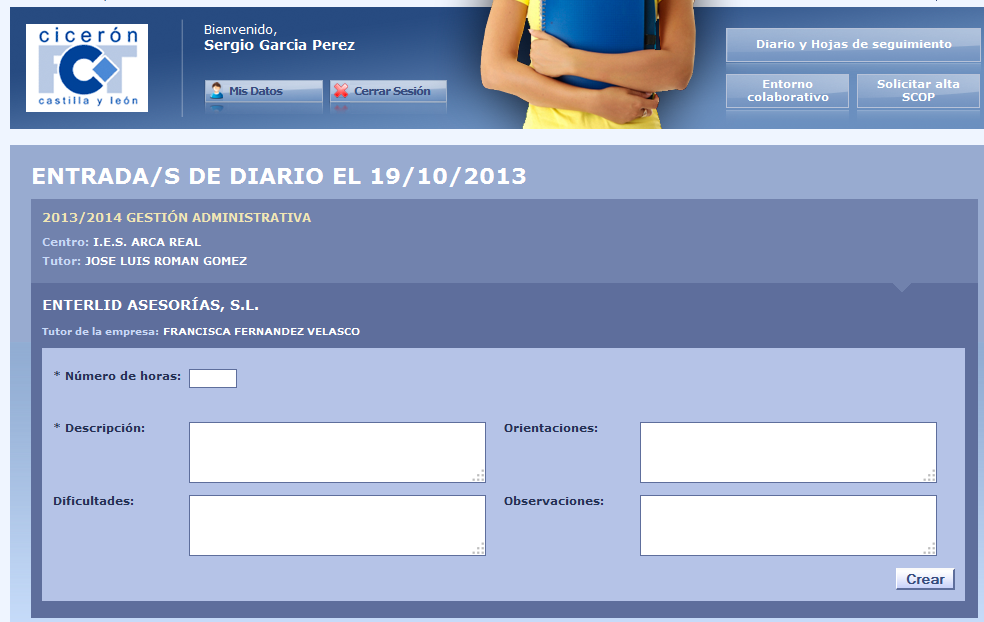 cicerón
FCT
castilla y león
Bienvenido,
Sergio Garcia Perez
Mis Datos
Cerrar Sesión
Diario y Hojas de seguimiento
Entorno
colaborativo
Solicitar alta
SCOP
ENTRADA/S DE DIARIO EL 19/10/2013
2013/2014 GESTIÓN ADMINISTRATIVA
Centro: I.E.S. ARCA REAL
Tutor: JOSE LUIS ROMAN GOMEZ
ENTERLID ASESORÍAS, S.L.
Tutor de la empresa: FRANCISCA FERNANDEZ VELASCO
* Número de horas:
* Descripción:
Orientaciones:
Dificultades:
Observaciones:
Crear